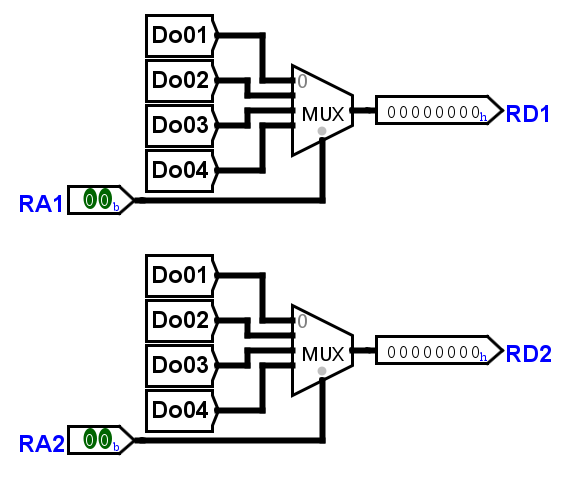 Do01
Do02
0
MUX
00000000h
RD1
Do03
Do04
RA1
00b
Do01
Do02
0
MUX
00000000h
RD2
Do03
Do04
RA2
00b